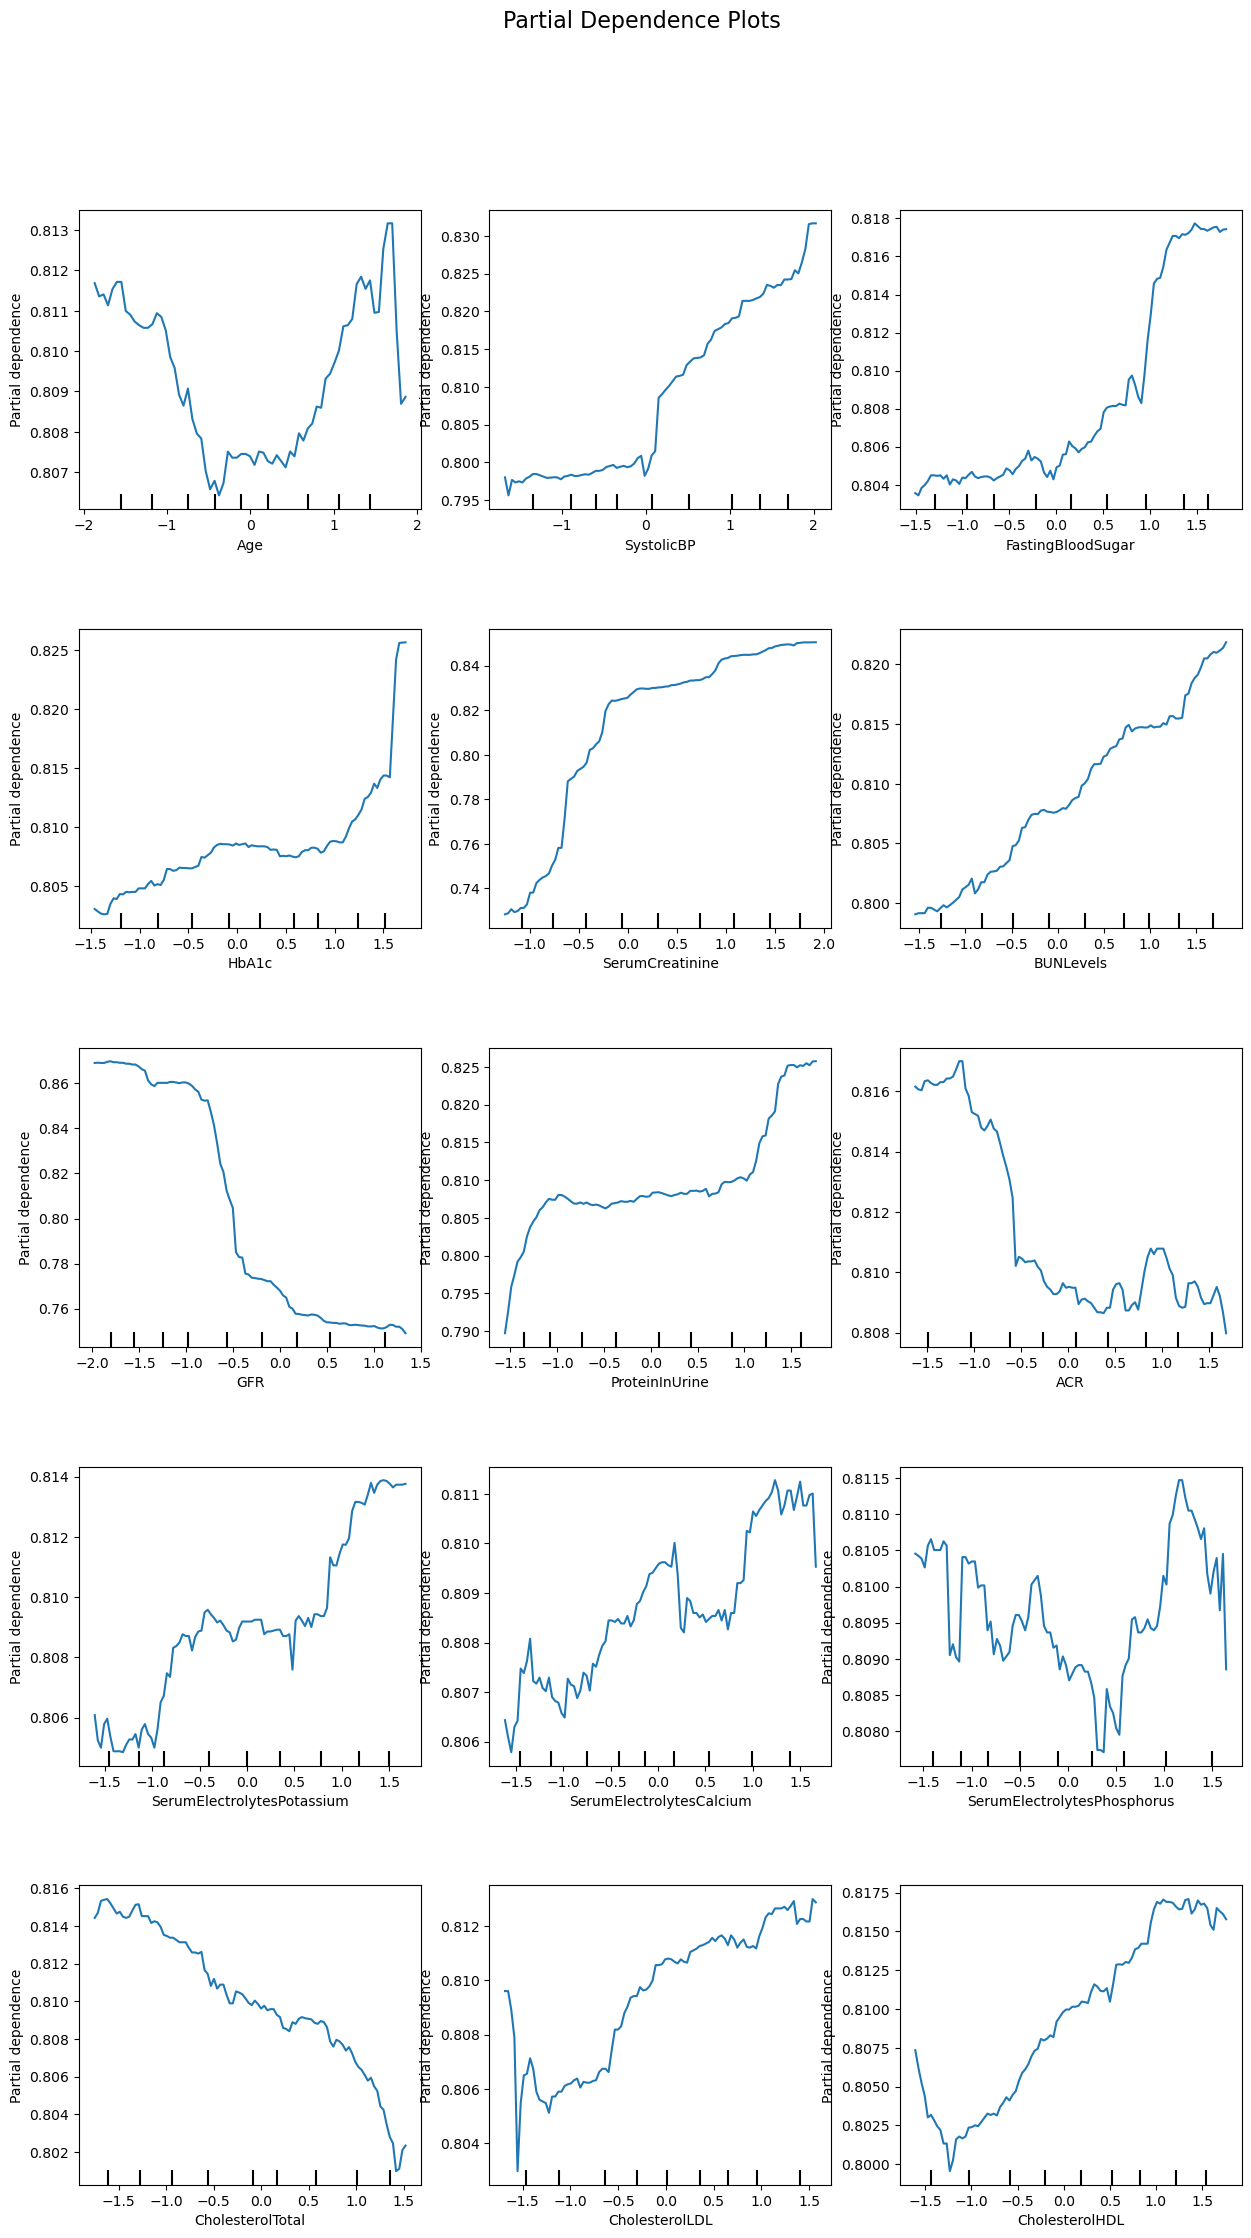 Partial Dependence Plots
0.813
0.812
0.811
0.810
0.809
0.808
0.807
Partial dependence
−2 −1 0 1 2
Age
0.830
0.825
0.820
0.815
0.810
0.805
0.800
0.795
Partial dependence
−1 0 1 2
SystolicBP
0.818
0.816
0.814
0.812
0.810
0.808
0.806
0.804
Partial dependence
−1.5 −1.0 −0.5 0.0 0.5 1.0 1.5
FastingBloodSugar
0.825
0.820
0.815
0.810
0.805
Partial dependence
−1.5 −1.0 −0.5 0.0 0.5 1.0 1.5
HbA1c
0.84
0.82
0.80
0.78
0.76
0.74
Partial dependence
−1.0 −0.5 0.0 0.5 1.0 1.5 2.0
SerumCreatinine
0.820
0.815
0.810
0.805
0.800
Partial dependence
−1.5 −1.0 −0.5 0.0 0.5 1.0 1.5
BUNLevels
0.86
0.84
0.82
0.80
0.78
0.76
Partial dependence
−2.0 −1.5 −1.0 −0.5 0.0 0.5 1.0 1.5
GFR
0.825
0.820
0.815
0.810
0.805
0.800
0.795
0.790
Partial dependence
−1.5 −1.0 −0.5 0.0 0.5 1.0 1.5
ProteinInUrine
0.816
0.814
0.812
0.810
0.808
Partial dependence
−1.5 −1.0 −0.5 0.0 0.5 1.0 1.5
ACR
0.814
0.812
0.810
0.808
0.806
Partial dependence
−1.5 −1.0 −0.5 0.0 0.5 1.0 1.5
SerumElectrolytesPotassium
0.811
0.810
0.809
0.808
0.807
0.806
Partial dependence
−1.5 −1.0 −0.5 0.0 0.5 1.0 1.5
SerumElectrolytesCalcium
0.8115
0.8110
0.8105
0.8100
0.8095
0.8090
0.8085
0.8080
Partial dependence
−1.5 −1.0 −0.5 0.0 0.5 1.0 1.5
SerumElectrolytesPhosphorus
0.816
0.814
0.812
0.810
0.808
0.806
0.804
0.802
Partial dependence
−1.5 −1.0 −0.5 0.0 0.5 1.0 1.5
CholesterolTotal
0.812
0.810
0.808
0.806
0.804
Partial dependence
−1.5 −1.0 −0.5 0.0 0.5 1.0 1.5
CholesterolLDL
0.8175
0.8150
0.8125
0.8100
0.8075
0.8050
0.8025
0.8000
Partial dependence
−1.5 −1.0 −0.5 0.0 0.5 1.0 1.5
CholesterolHDL